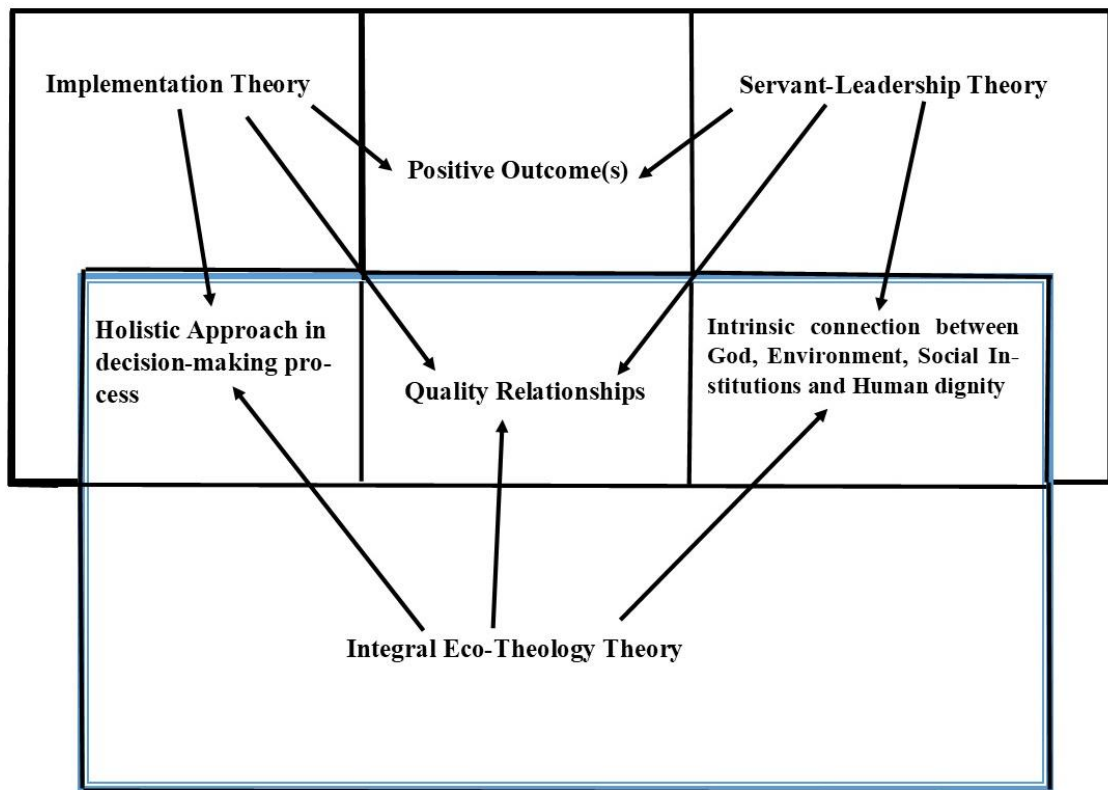 Implementation Theory
Servant-Leadership Theory
Positive Outcome(s)
Holistic Approach in
decision-making pro-
cess
Quality Relationships
Intrinsic connection between
God, Environment, Social In-
stitutions and Human dignity
Integral Eco-Theology Theory